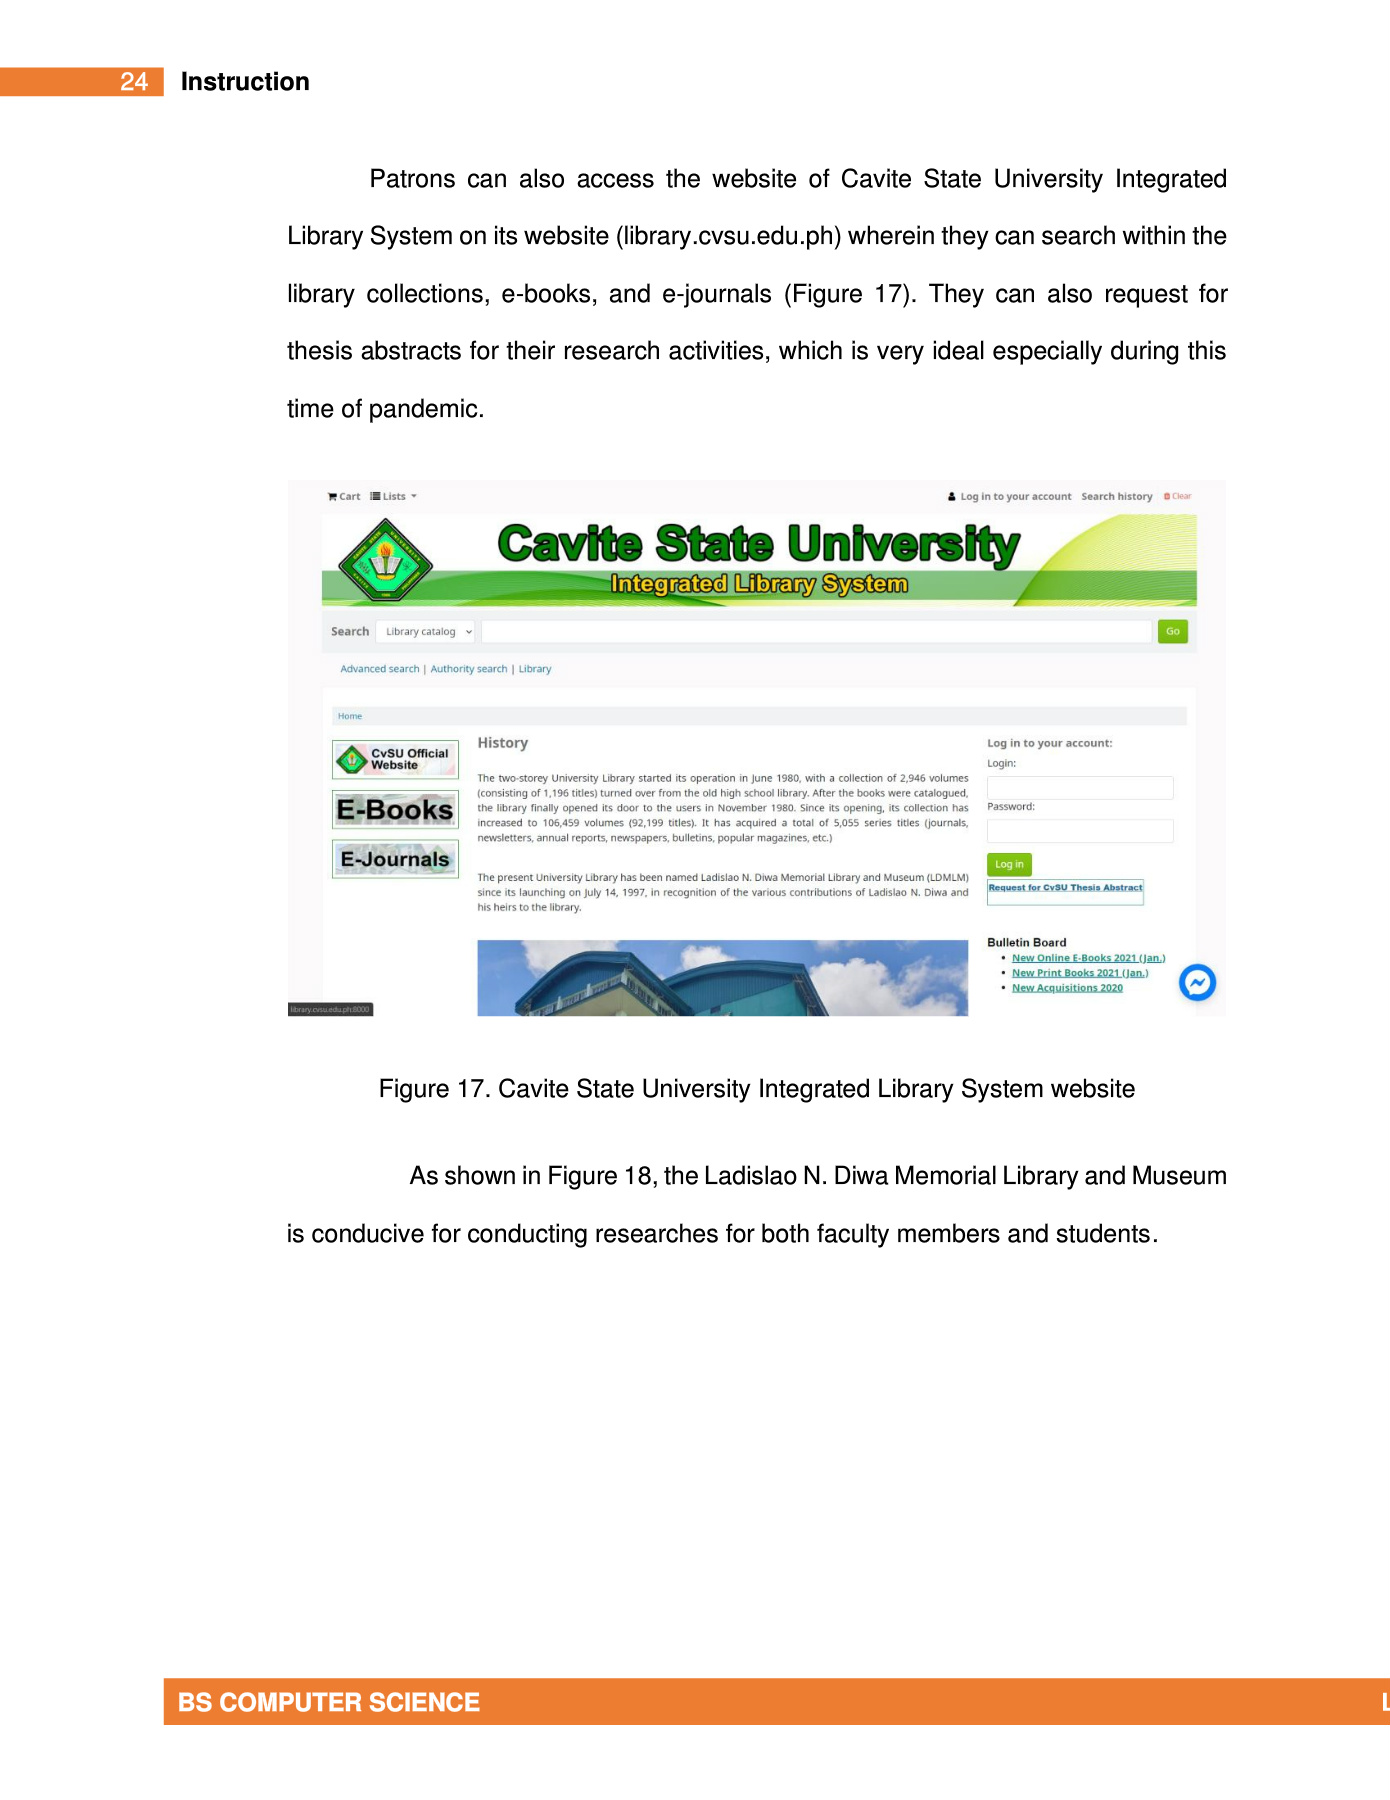 24 Instruction
Patrons can also access the website of Cavite State University Integrated
Library System on its website (library.cvsu.edu.ph) wherein they can search within the
library collections, e-books, and e-journals (Figure 17). They can also request for
thesis abstracts for their research activities, which is very ideal especially during this
time of pandemic.
Cart Lists Log in to your account Search history Clear
Cavite State University
Integrated Library System
Search Library catalog Go
Advanced search | Authority search | Library
Home
CvSU Official
Website
E-Books
E-Journals
History
The two-storey University Library started its operation in June 1980, with a collection of 2,946 volumes
(consisting of 1,196 titles) turned over from the old high school library. After the books were catalogued,
the library finally opened its door to the users in November 1980. Since its opening, its collection has
increased to 106,459 volumes (92,199 titles). It has acquired a total of 5,055 series titles (journals,
newsletters, annual reports, newspapers, bulletins, popular magazines, etc.)
The present University Library has been named Ladislao N. Diwa Memorial Library and Museum (LDMLM)
since its launching on July 14, 1997, in recognition of the various contributions of Ladislao N. Diwa and
his heirs to the library.
Log in to your account:
Login:
Password:
Log in
Request for CvSU Thesis Abstract
Bulletin Board
• New Online E-Books 2021 (Jan.)
• New Print Books 2021 (Jan.)
• New Acquisitions 2020
library.cvsu.edu.ph:8000
Figure 17. Cavite State University Integrated Library System website
As shown in Figure 18, the Ladislao N. Diwa Memorial Library and Museum
is conducive for conducting researches for both faculty members and students.
BS COMPUTER SCIENCE